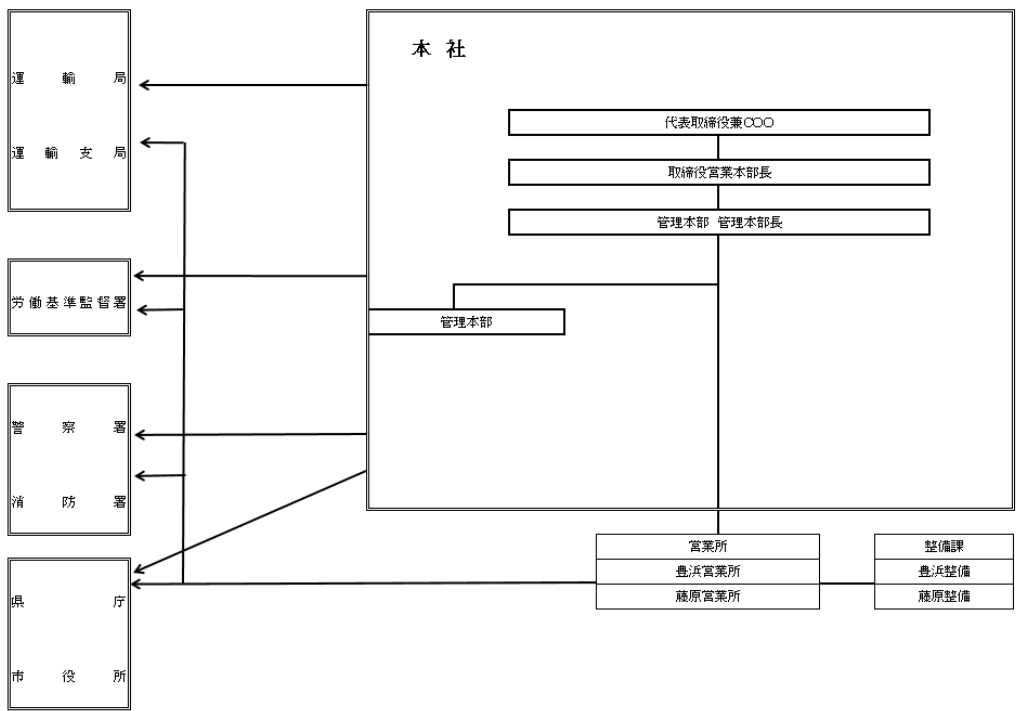 本 社
運輸局
運輸支局
代表取締役兼○○○
取締役営業本部長
管理本部 管理本部長
労働基準監督署
管理本部
警察署
消防署
営業所
豊浜営業所
藤原営業所
整備課
豊浜整備
藤原整備
県庁
市役所